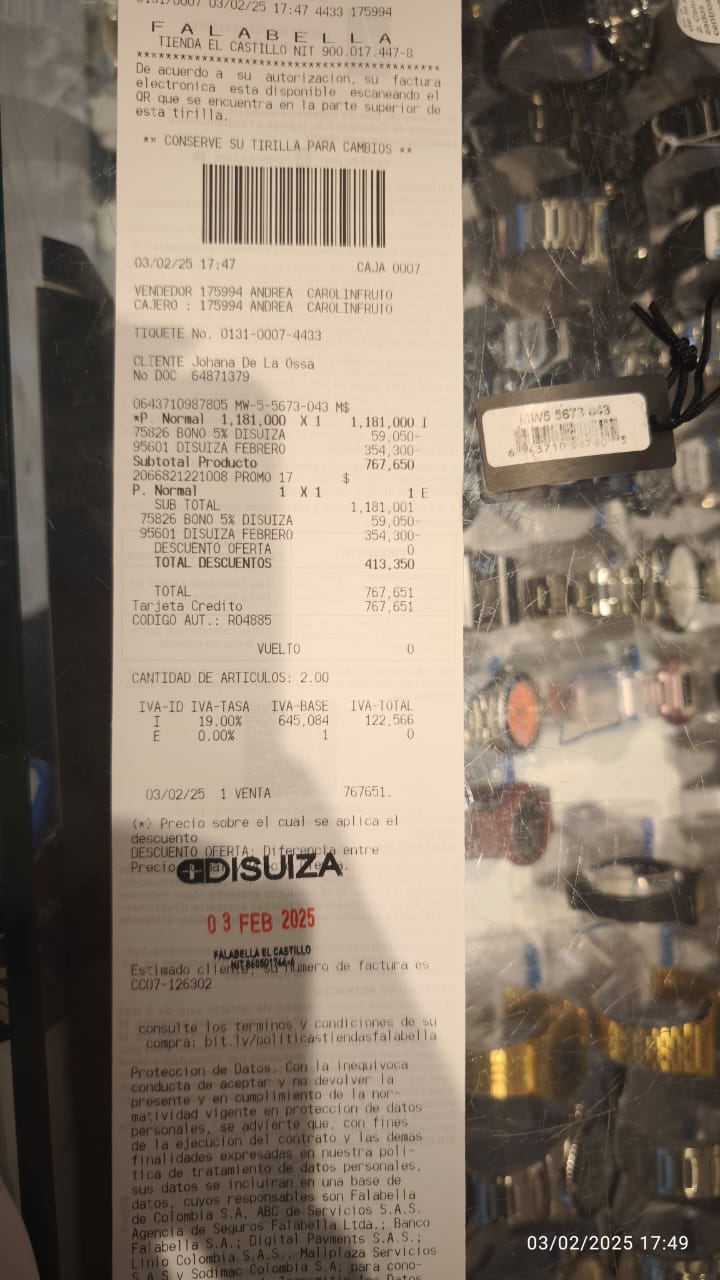 03/02/25 17:47 4433 175994
F A L A B E L L A
TIENDA EL CASTILLO NIT 900.017.447-8
****************************************
De acuerdo a su autorizacion, su factura
electronica esta disponible escaneando el
QR que se encuentra en la parte superior de
esta tirilla.
** CONSERVE SU TIRILLA PARA CAMBIOS **
03/02/25 17:47 CAJA 0007
VENDEDOR 175994 ANDREA CAROLINFRUTO
CAJERO : 175994 ANDREA CAROLINFRUTO
TIQUETE No. 0131-0007-4433
CLIENTE Johana De La Ossa
No DOC 64871379
0643710987805 MW-5-5673-043 M$
*P. Normal 1,181,000 X 1 1,181,000 I
75826 BONO 5% DISUIZA 59,050-
95601 DISUIZA FEBRERO 354,300-
Subtotal Producto 767,650
2066821221008 PROMO 17 $
P. Normal 1 X 1 1 E
SUB TOTAL 1,181,001
75826 BONO 5% DISUIZA 59,050-
95601 DISUIZA FEBRERO 354,300-
DESCUENTO OFERTA 0
TOTAL DESCUENTOS 413,350
TOTAL 767,651
Tarjeta Credito 767,651
CODIGO AUT.: R04885
VUELTO 0
CANTIDAD DE ARTICULOS: 2.00
IVA-ID IVA-TASA IVA-BASE IVA-TOTAL
I 19.00% 645,084 122,566
E 0.00% 1 0
03/02/25 1 VENTA 767651.
(*) Precio sobre el cual se aplica el
descuento
DESCUENTO OFERTA: Diferencia entre
Precio
DISUIZA
03 FEB 2025
FALABELLA EL CASTILLO
Estimado cliente, su numero de factura es
CC07-126302
consulte los terminos y condiciones de su
compra: bit.ly/politicastiendasfalabella
Proteccion de Datos. Con la inequivoca
conducta de aceptar y no devolver la
presente y en cumplimiento de la nor-
matividad vigente en proteccion de datos
personales, se advierte que, con fines
de la ejecucion del contrato y las demas
finalidades expresadas en nuestra poli-
tica de tratamiento de datos personales,
sus datos se incluiran en una base de
datos, cuyos responsables son Falabella
de Colombia S.A. ABC de Servicios S.A.S.
Agencia de Seguros Falabella Ltda.; Banco
Falabella S.A.; Digital Payments S.A.S.;
Linio Colombia S.A.S., Mallplaza Servicios
S.A.S y Sodimac Colombia S.A; para cono-
MW5 5673 043
03/02/2025 17:49